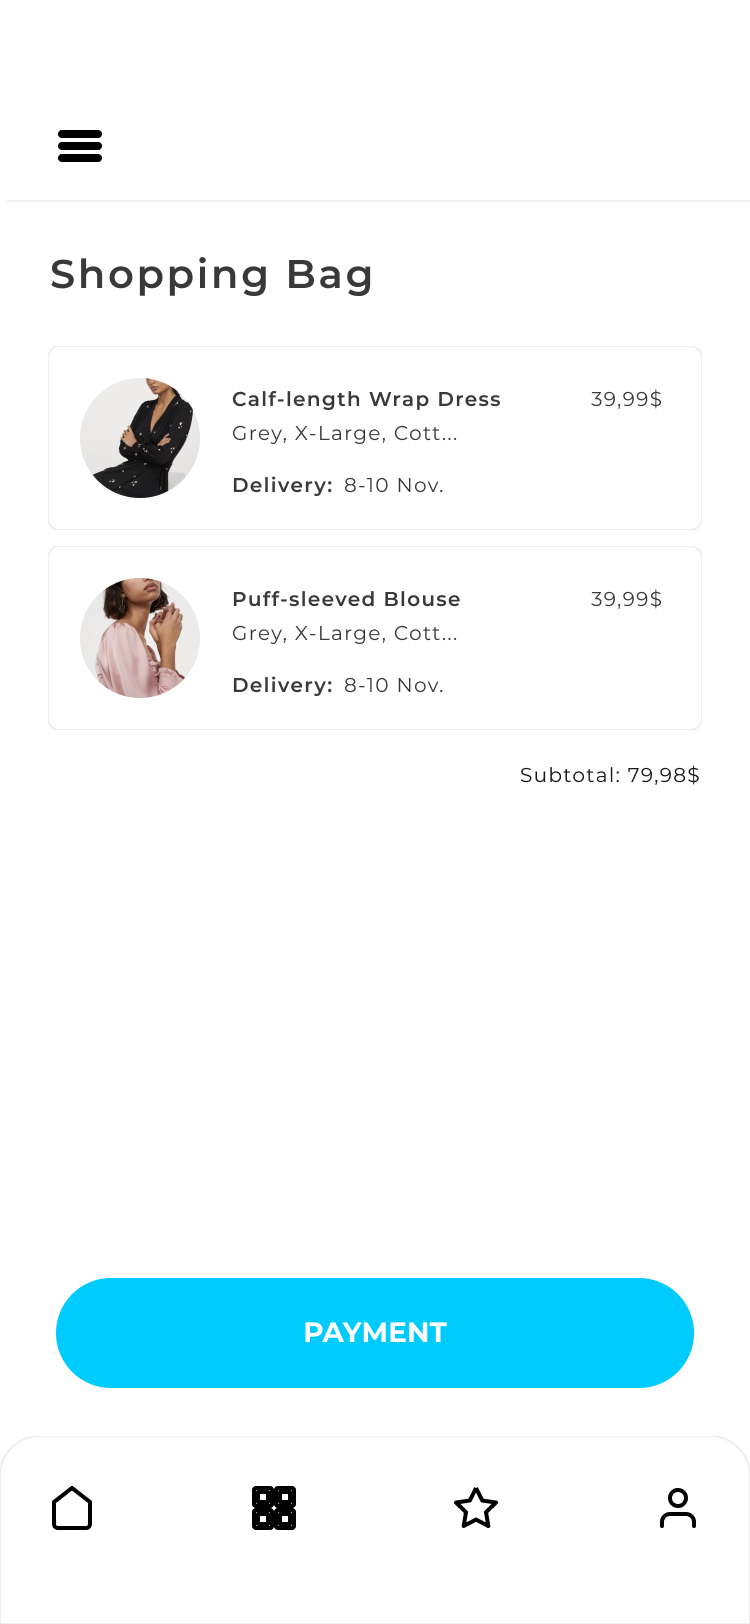 Shopping Bag
Calf-length Wrap Dress 39,99$
Grey, X-Large, Cott...
Delivery: 8-10 Nov.
Puff-sleeved Blouse 39,99$
Grey, X-Large, Cott...
Delivery: 8-10 Nov.
Subtotal: 79,98$
PAYMENT